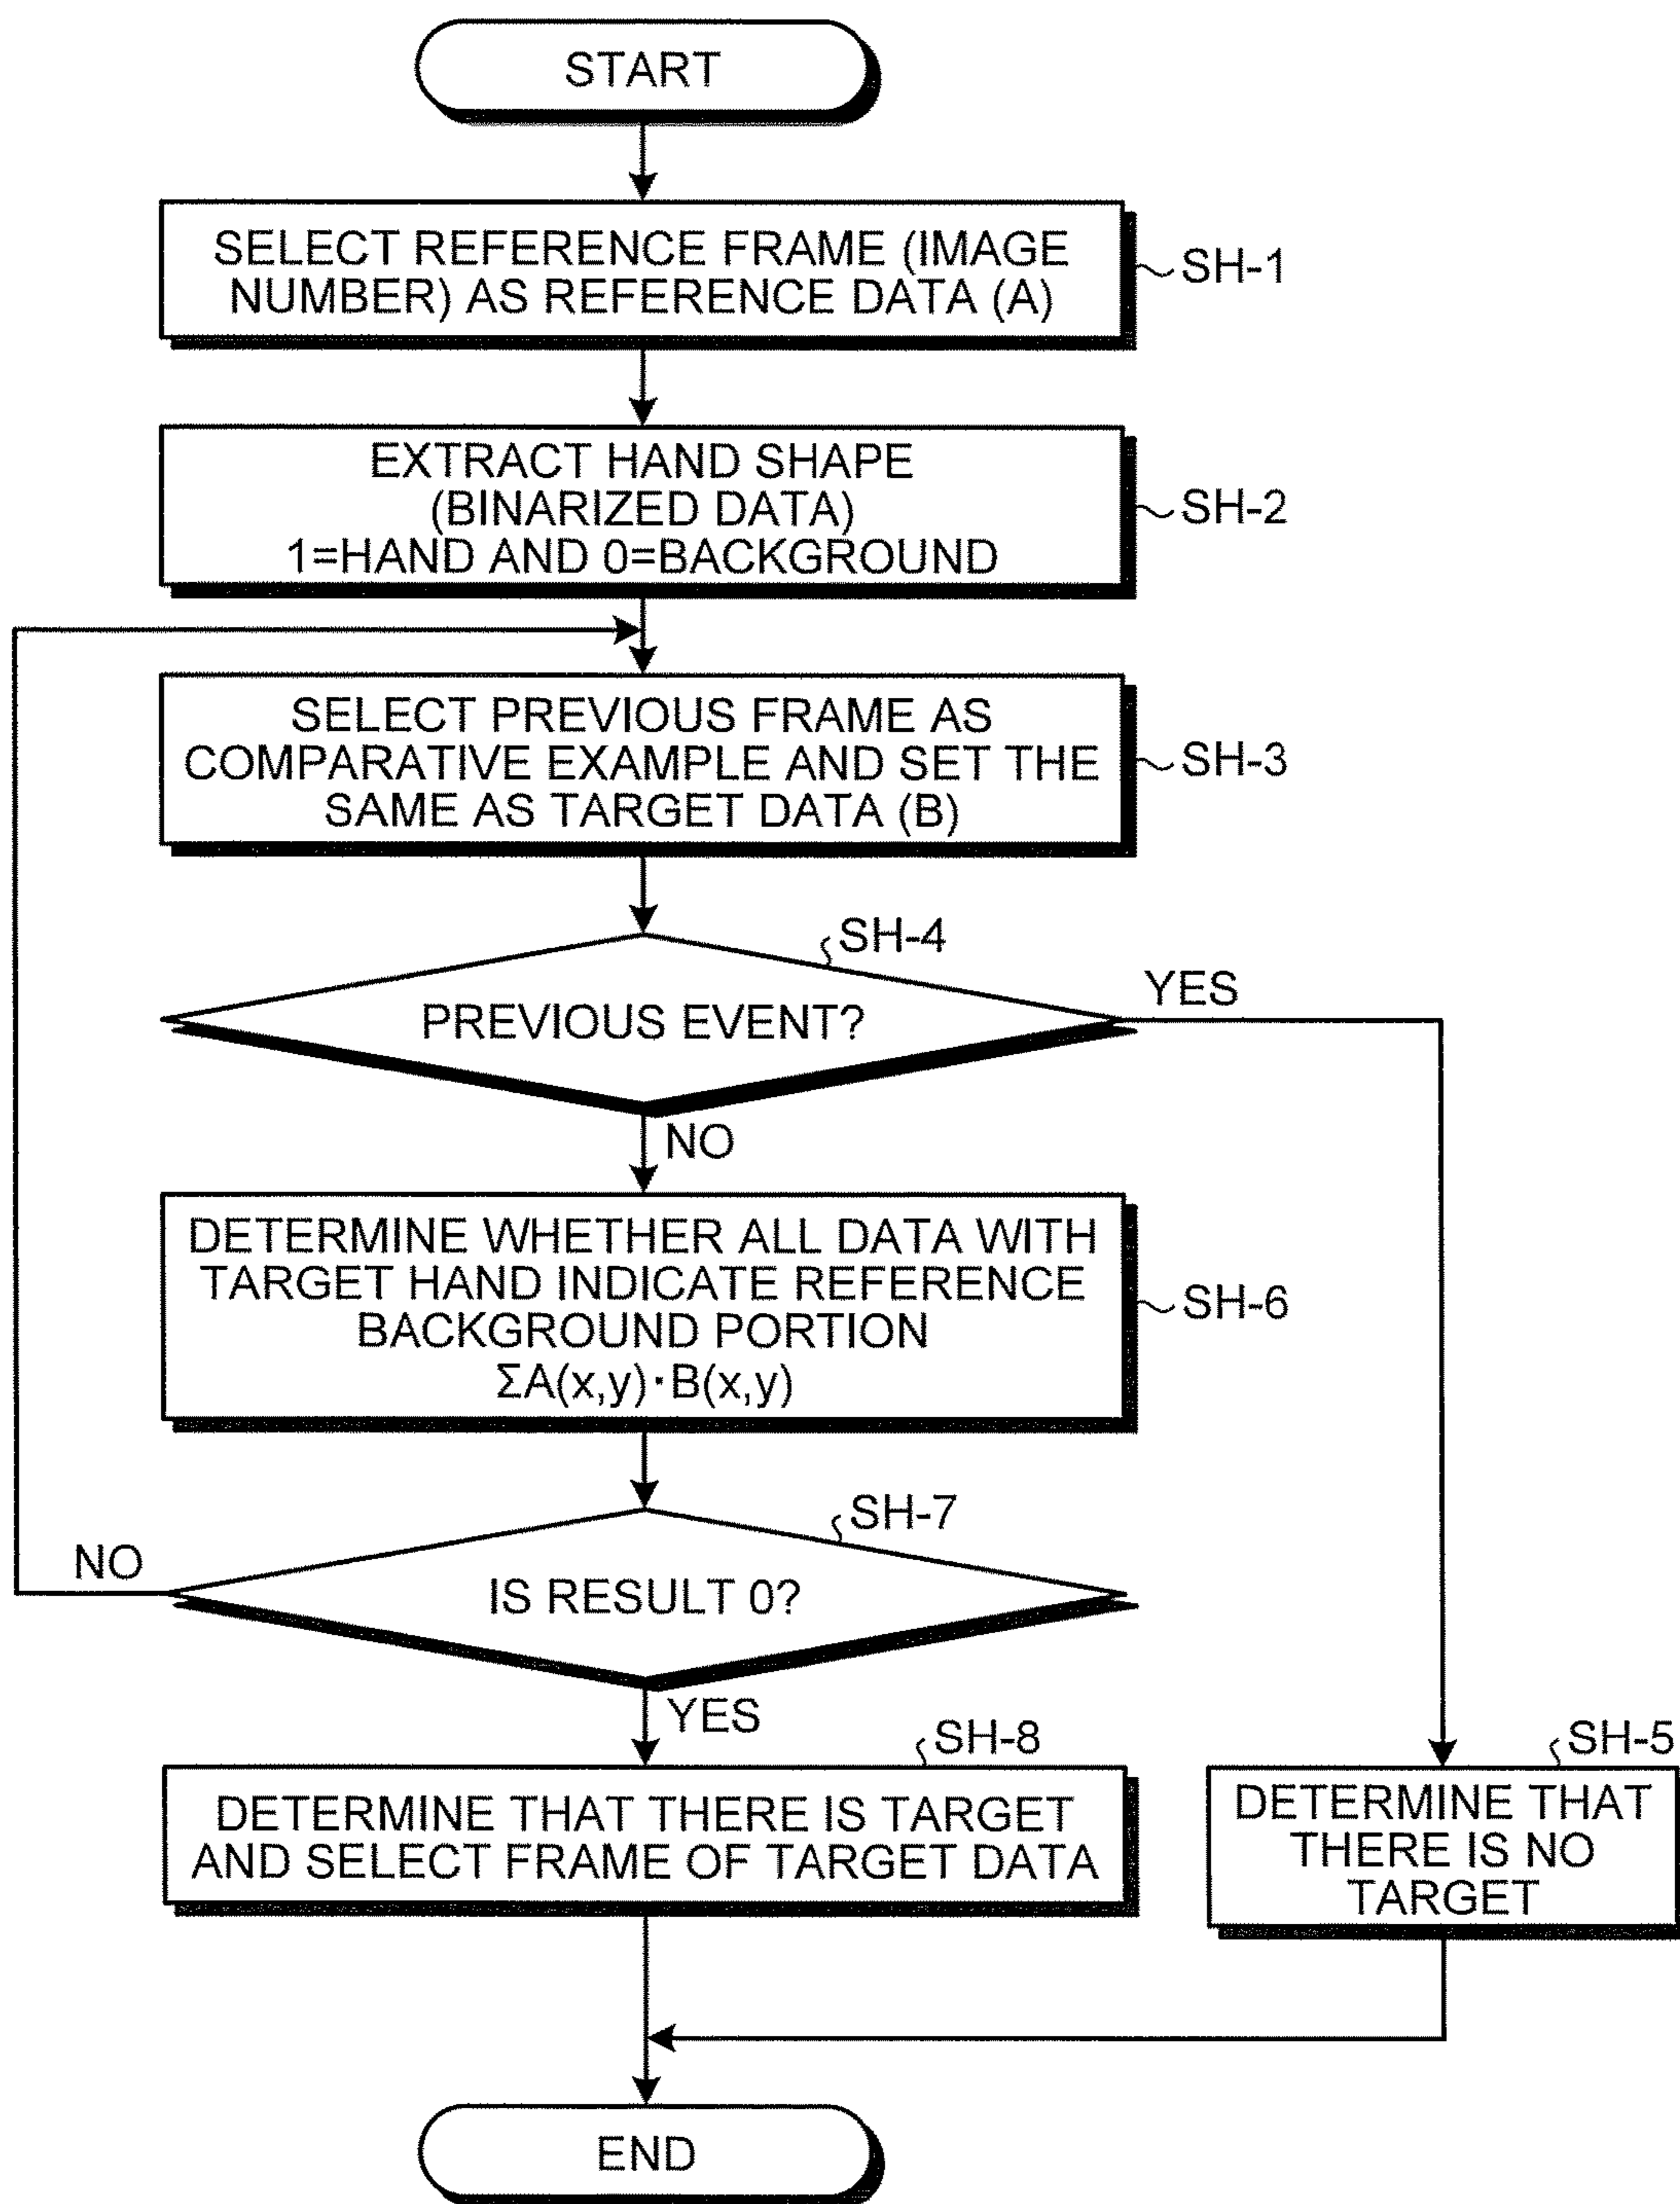 START
SELECT REFERENCE FRAME (IMAGE
NUMBER) AS REFERENCE DATA (A)
SH-1
EXTRACT HAND SHAPE
(BINARIZED DATA)
1=HAND AND 0=BACKGROUND
SH-2
SELECT PREVIOUS FRAME AS
COMPARATIVE EXAMPLE AND SET THE
SAME AS TARGET DATA (B)
SH-3
SH-4
PREVIOUS EVENT?
YES
NO
DETERMINE WHETHER ALL DATA WITH
TARGET HAND INDICATE REFERENCE
BACKGROUND PORTION
ΣA(x,y)·B(x,y)
SH-6
SH-7
IS RESULT 0?
NO
YES
SH-8
DETERMINE THAT THERE IS TARGET
AND SELECT FRAME OF TARGET DATA
SH-5
DETERMINE THAT
THERE IS NO
TARGET
END